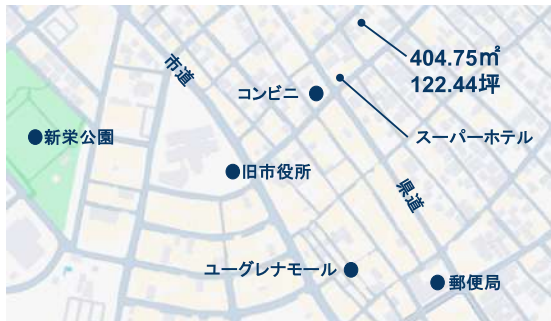 404.75㎡
122.44坪
市道
コンビニ
スーパーホテル
新栄公園
旧市役所
県道
ユーグレナモール
郵便局